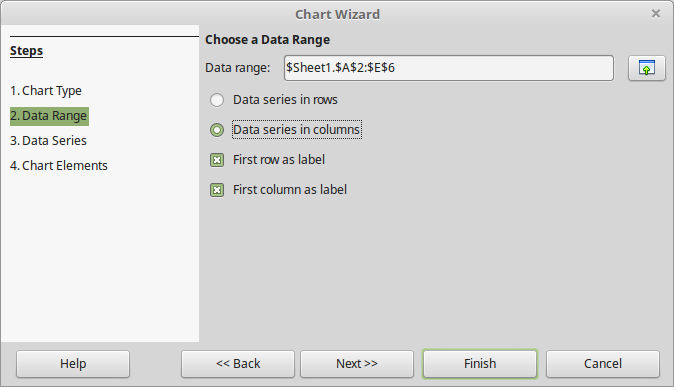 Chart Wizard
Steps
1. Chart Type
2. Data Range
3. Data Series
4. Chart Elements
Choose a Data Range
Data range: $Sheet1.$A$2:$E$6
Data series in rows
Data series in columns
First row as label
First column as label
Help << Back Next >> Finish Cancel